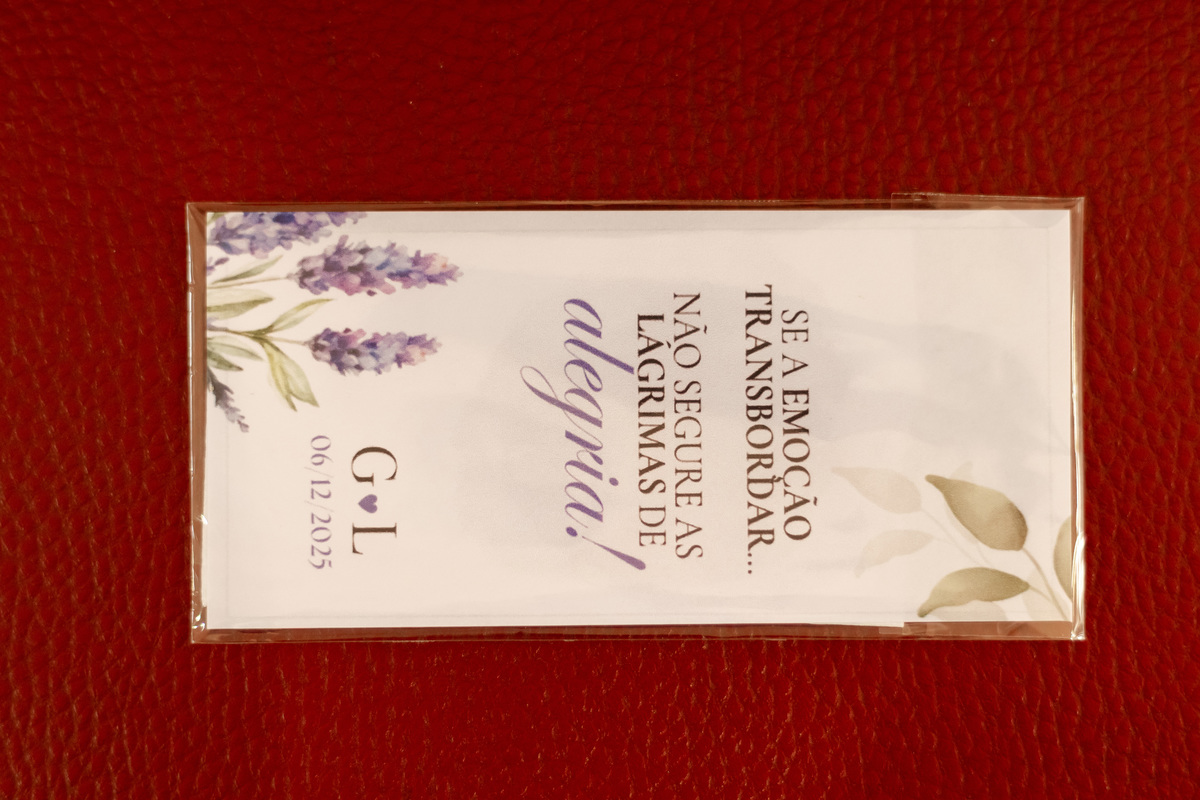 SE A EMOÇÃO
TRANSBORDAR...
NÃO SEGURE AS
LÁGRIMAS DE
alegria!
G♥L
06/12/2025